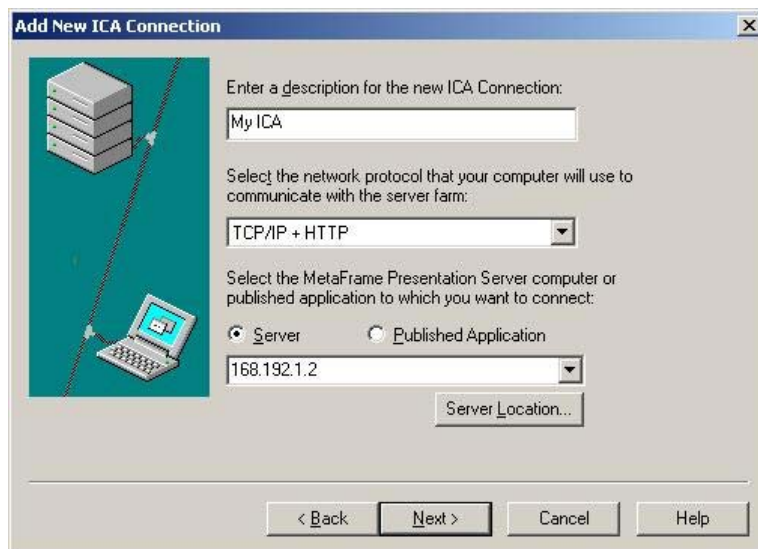 Add New ICA Connection
Enter a description for the new ICA Connection:
My ICA
Select the network protocol that your computer will use to
communicate with the server farm:
TCP/IP + HTTP
Select the MetaFrame Presentation Server computer or
published application to which you want to connect:
Server Published Application
168.192.1.2
Server Location...
< Back Next > Cancel Help